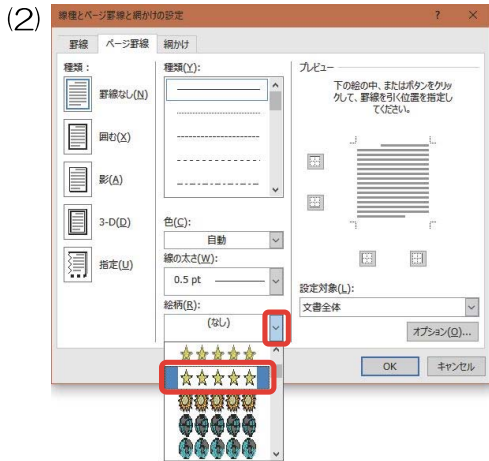 (2)
線種とページ罫線と網かけの設定
? ×
罫線 ページ罫線 網かけ
種類：
罫線なし(N)
囲む(X)
影(A)
3-D(D)
指定(U)
種類(Y):
色(C):
自動
線の太さ(W):
0.5 pt
絵柄(R):
(なし)
プレビュー
下の絵の中、またはボタンをクリッ
クして、罫線を引く位置を指定し
てください。
設定対象(L):
文書全体
オプション(O)...
OK キャンセル